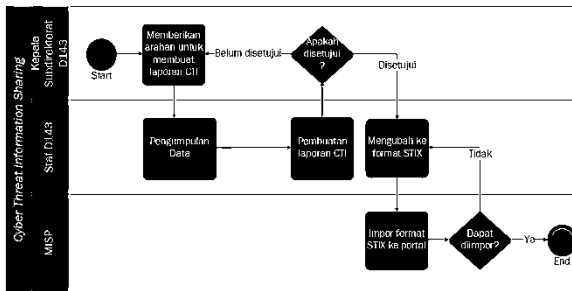 Cyber Threat Information Sharing
Kepala
Subdirektorat
D143
Start
Memberikan
arahan untuk
membuat
laporan CTI
Belum disetujui
Apakah
disetujui
?
Disetujui
Staf D143
Pengumpulan
Data
Pembuatan
laporan CTI
Mengubah ke
format STIX
Tidak
MISP
Impor format
STIX ke portal
Dapat
diimpor?
Ya
End